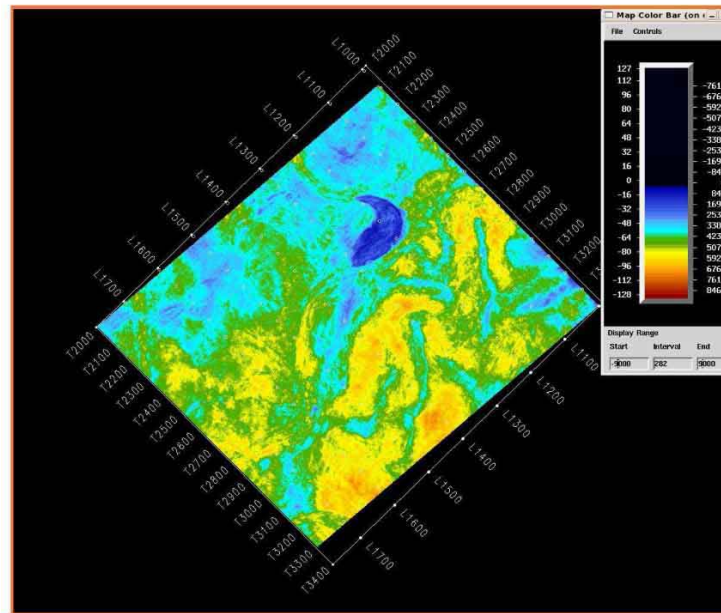 Map Color Bar (on
File Controls
127
112
96
80
64
48
32
16
0
-16
-32
-48
-64
-80
-96
-112
-128
-761
-676
-592
-507
-423
-338
-253
-169
-84
84
169
253
330
423
507
592
676
761
846
Display Range
Start Interval End
-9000 282 9000
L1000
L1100
L1200
L1300
L1400
L1500
L1600
L1700
T2000
T2100
T2200
T2300
T2400
T2500
T2600
T2700
T2800
T2900
T3000
T3100
T3200
T2000
T2100
T2200
T2300
T2400
T2500
T2600
T2700
T2800
T2900
T3000
T3100
T3200
T3300
T3400
L1100
L1200
L1300
L1400
L1500
L1600
L1700